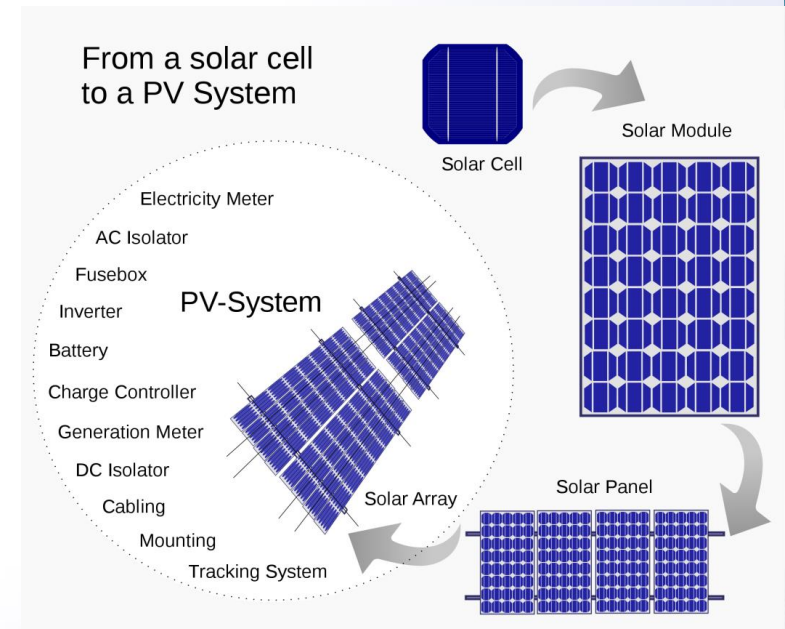 From a solar cell
to a PV System
Solar Cell
Solar Module
Solar Panel
Solar Array
PV-System
Electricity Meter
AC Isolator
Fusebox
Inverter
Battery
Charge Controller
Generation Meter
DC Isolator
Cabling
Mounting
Tracking System